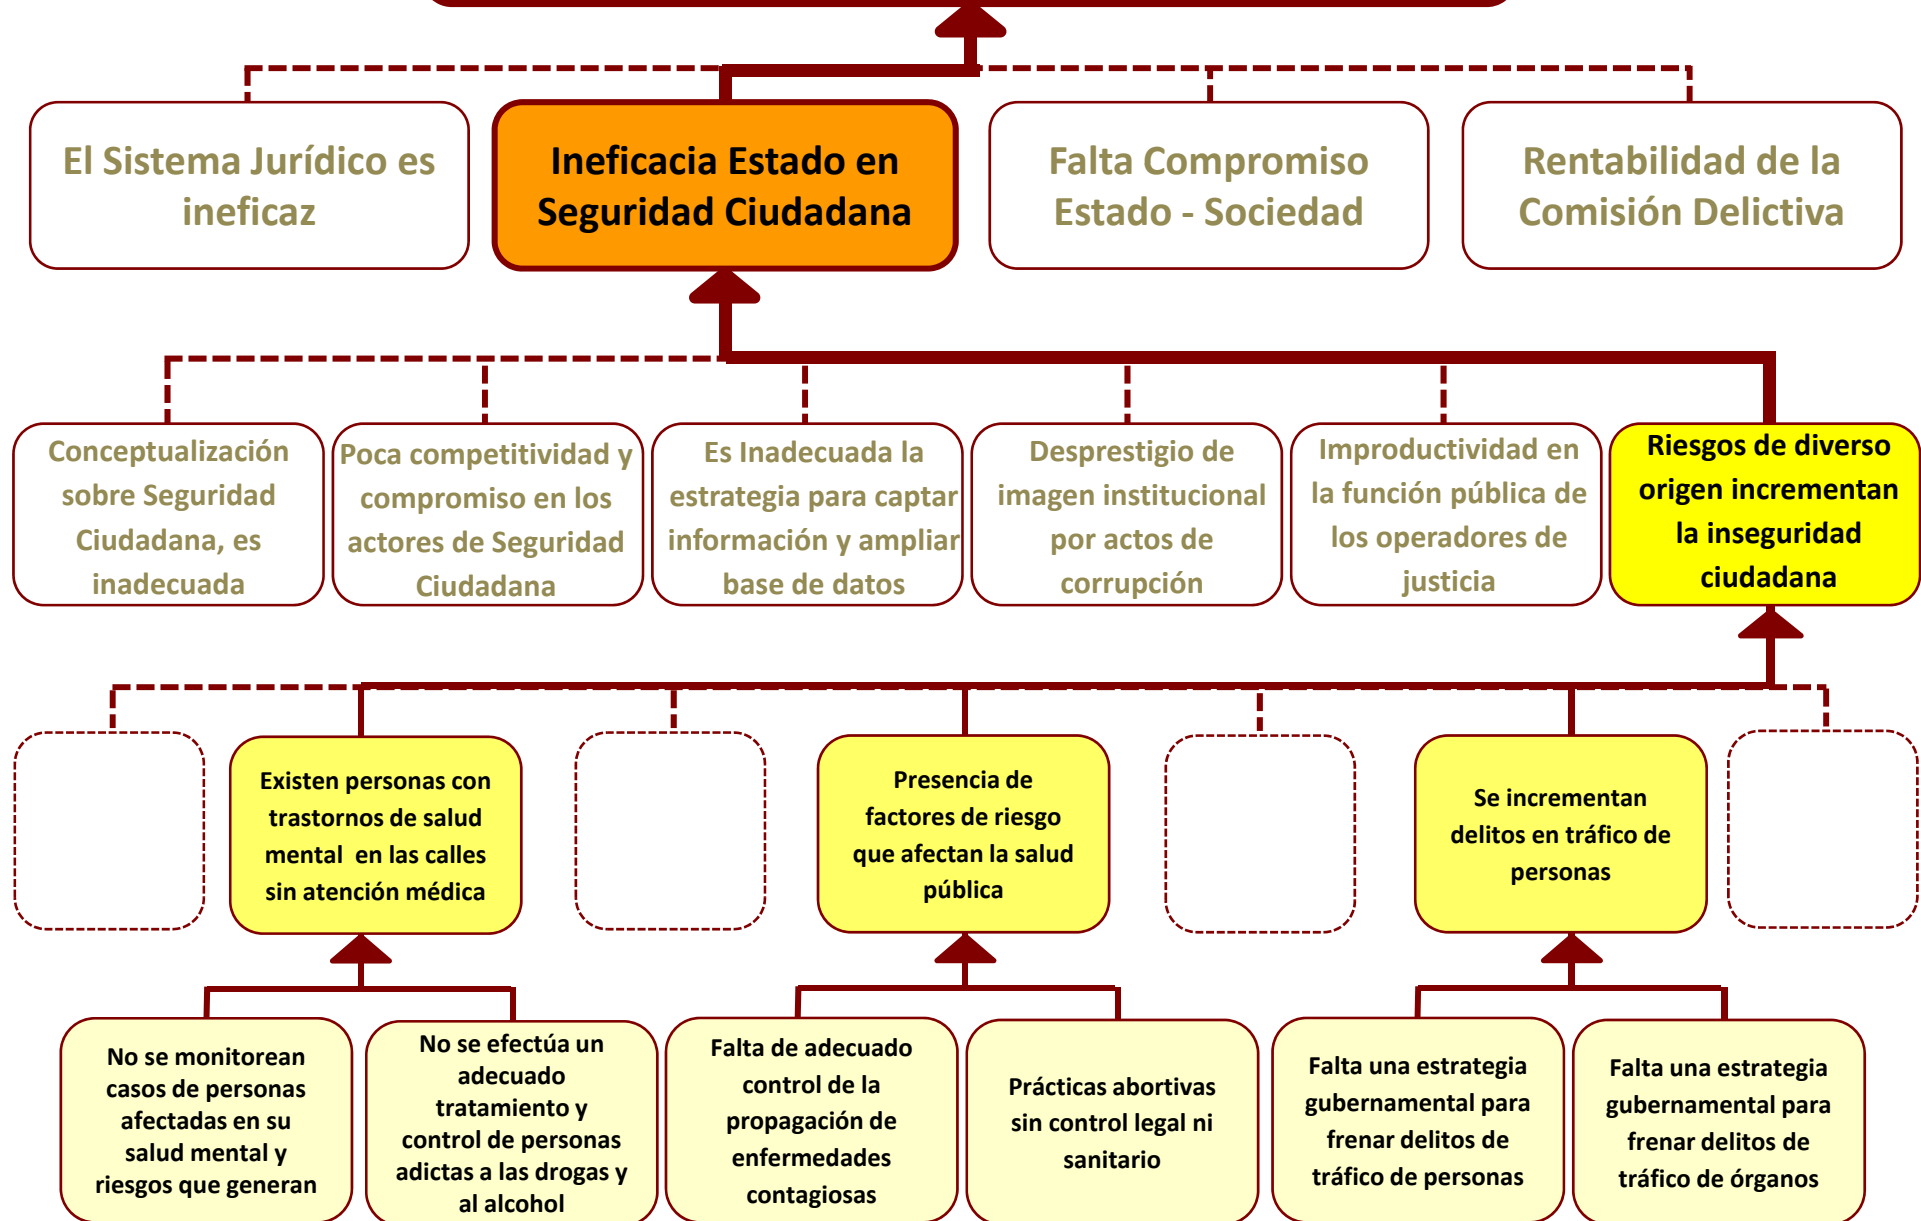 El Sistema Jurídico es
ineficaz
Ineficacia Estado en
Seguridad Ciudadana
Falta Compromiso
Estado - Sociedad
Rentabilidad de la
Comisión Delictiva
Conceptualización
sobre Seguridad
Ciudadana, es
inadecuada
Poca competitividad y
compromiso en los
actores de Seguridad
Ciudadana
Es Inadecuada la
estrategia para captar
información y ampliar
base de datos
Desprestigio de
imagen institucional
por actos de
corrupción
Improductividad en
la función pública de
los operadores de
justicia
Riesgos de diverso
origen incrementan
la inseguridad
ciudadana
Existen personas con
trastornos de salud
mental en las calles
sin atención médica
Presencia de
factores de riesgo
que afectan la salud
pública
Se incrementan
delitos en tráfico de
personas
No se monitorean
casos de personas
afectadas en su
salud mental y
riesgos que generan
No se efectúa un
adecuado
tratamiento y
control de personas
adictas a las drogas y
al alcohol
Falta de adecuado
control de la
propagación de
enfermedades
contagiosas
Prácticas abortivas
sin control legal ni
sanitario
Falta una estrategia
gubernamental para
frenar delitos de
tráfico de personas
Falta una estrategia
gubernamental para
frenar delitos de
tráfico de órganos